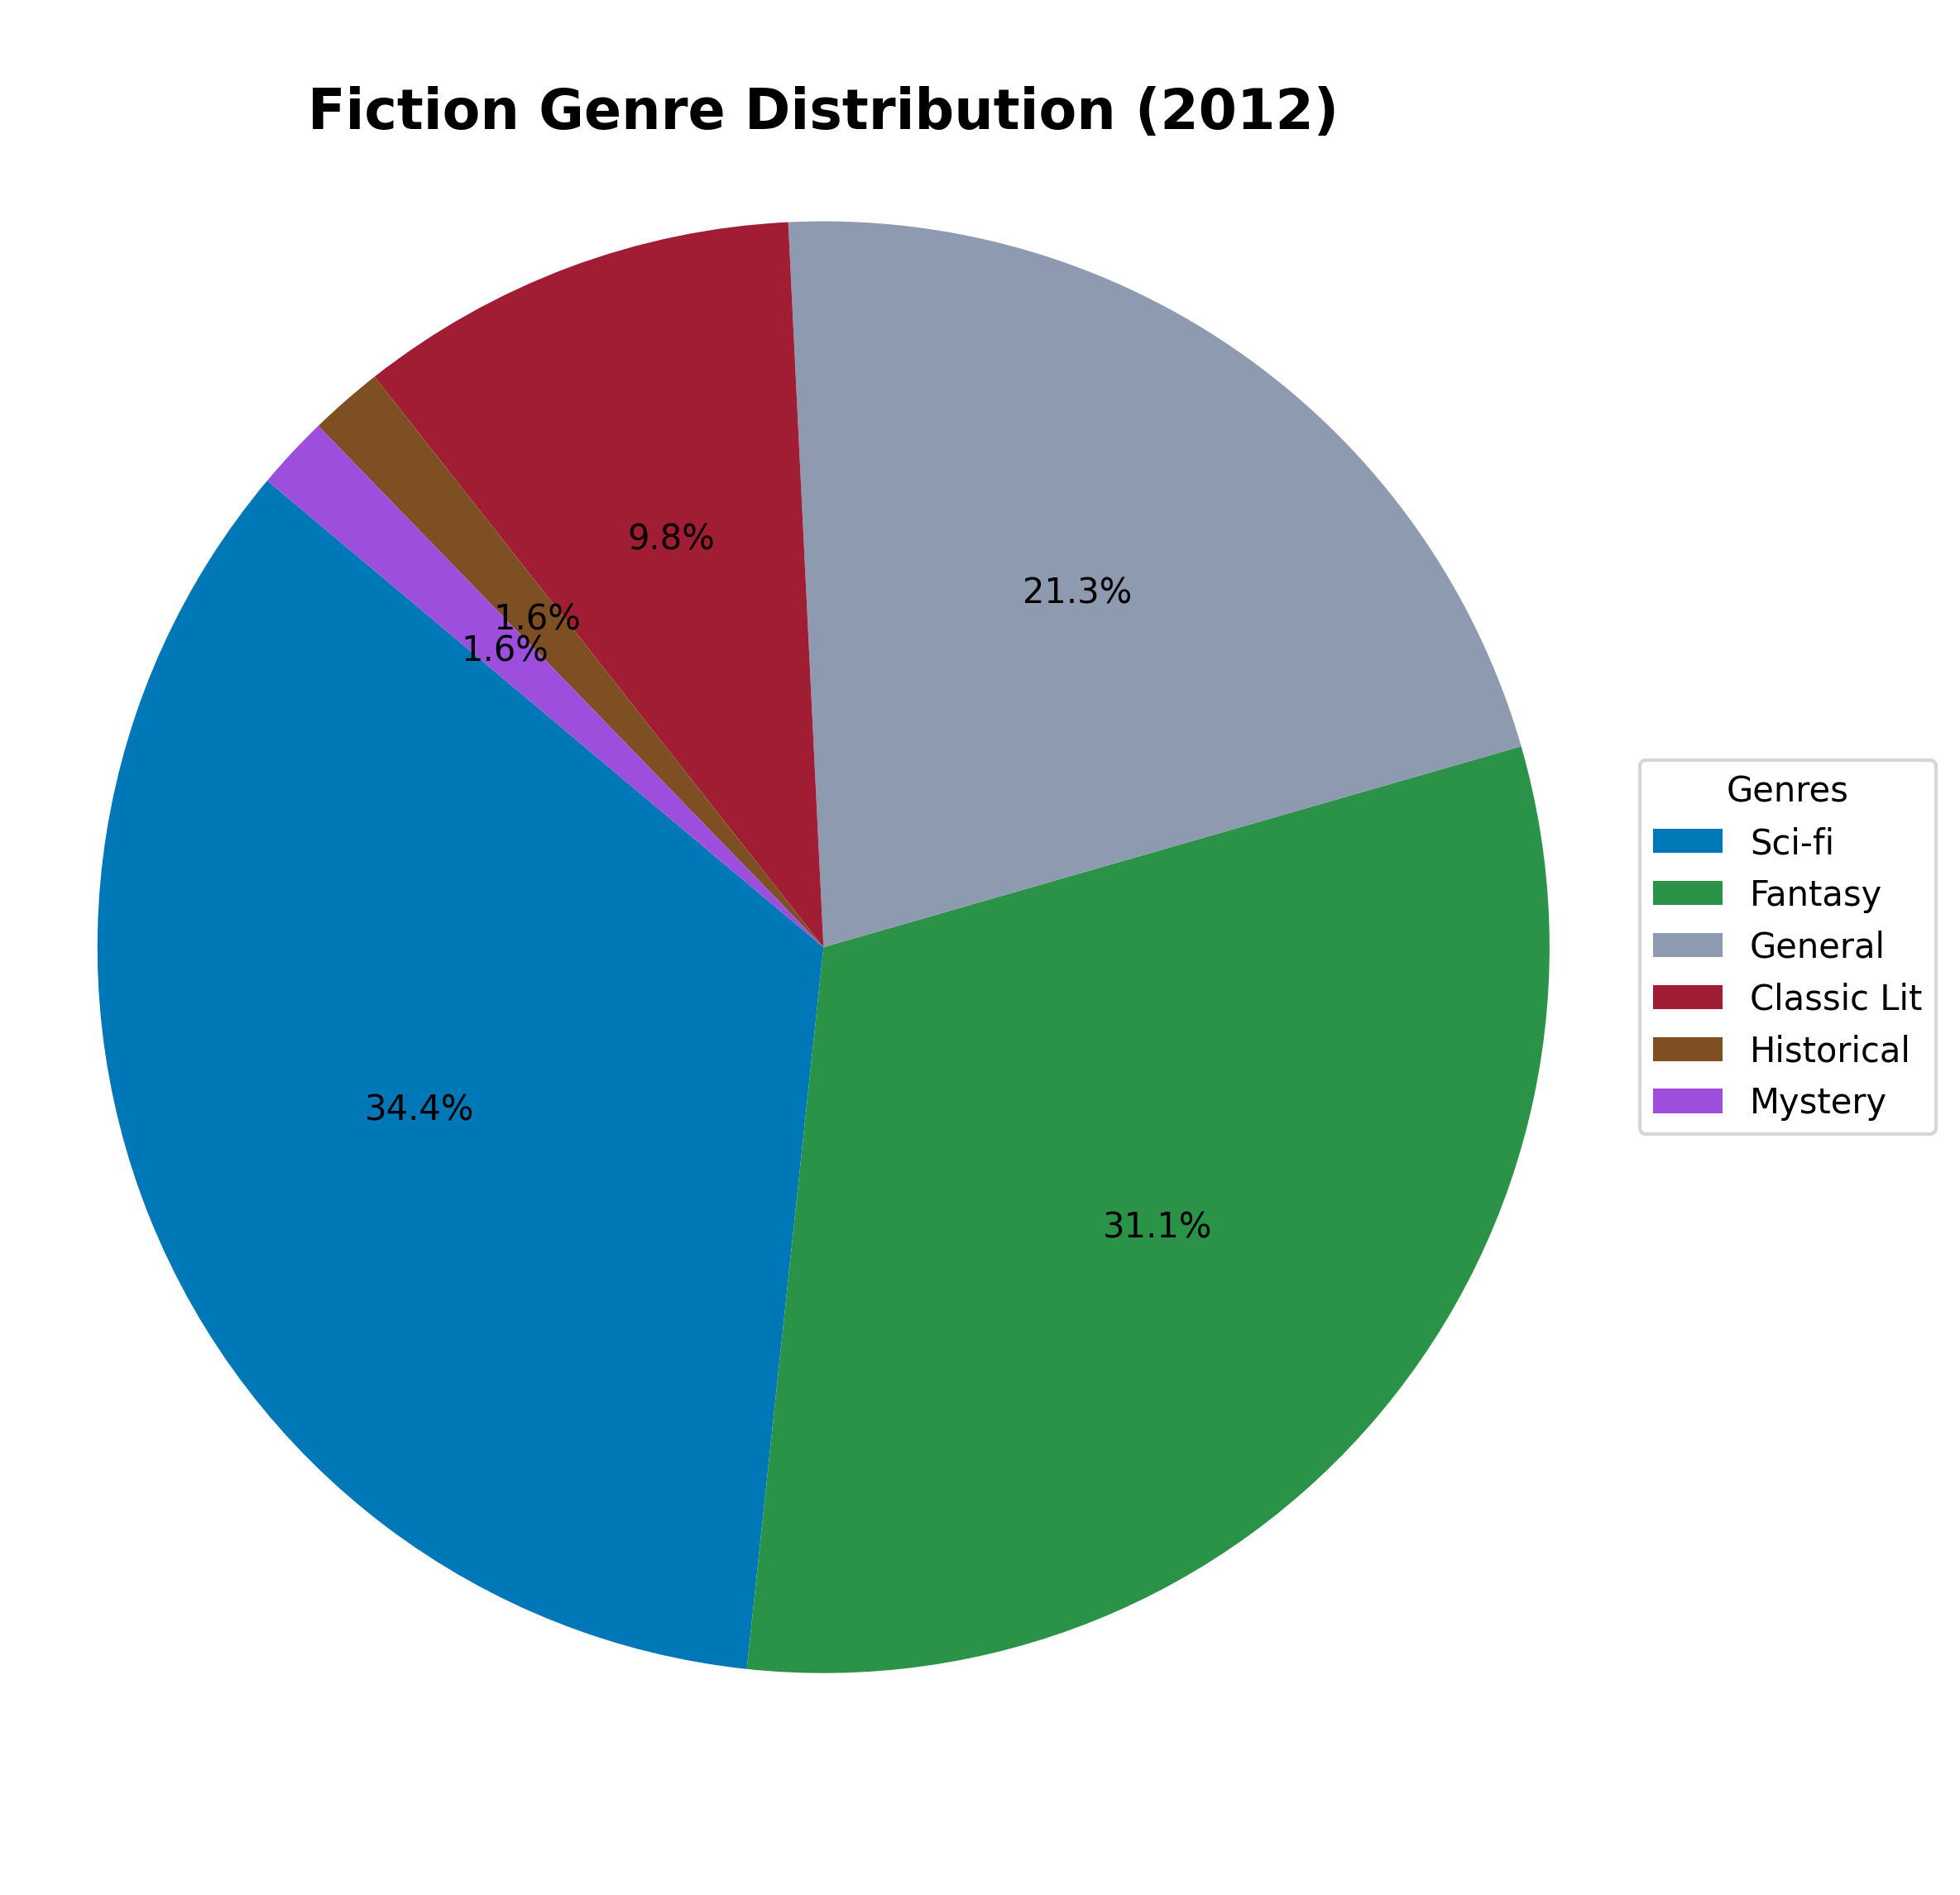 Fiction Genre Distribution (2012)
9.8%
21.3%
1.6%
1.6%
34.4%
31.1%
Genres
Sci-fi
Fantasy
General
Classic Lit
Historical
Mystery